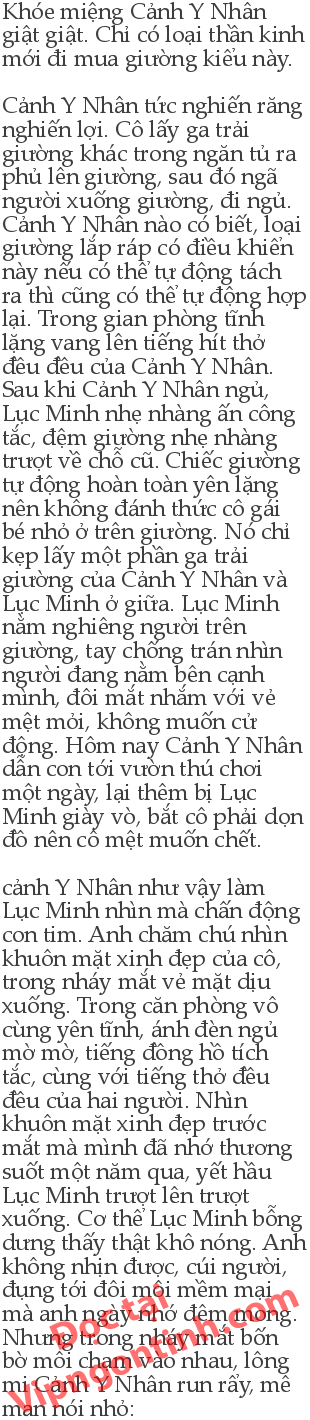 Khóe miệng Cảnh Y Nhân
giật giật. Chỉ có loại thần kinh
mới đi mua giường kiểu này.

Cảnh Y Nhân tức nghiến răng
nghiến lợi. Cô lấy ga trải
giường khác trong ngăn tủ ra
phủ lên giường, sau đó ngã
người xuống giường, đi ngủ.
Cảnh Y Nhân nào có biết, loại
giường lắp ráp có điều khiển
này nếu có thể tự động tách
ra thì cũng có thể tự động hợp
lại. Trong gian phòng tĩnh
lặng vang lên tiếng hít thở
đều đều của Cảnh Y Nhân.
Sau khi Cảnh Y Nhân ngủ,
Lục Minh nhẹ nhàng ấn công
tắc, đệm giường nhẹ nhàng
trượt về chỗ cũ. Chiếc giường
tự động hoàn toàn yên lặng
nên không đánh thức cô gái
bé nhỏ ở trên giường. Nó chỉ
kẹp lấy một phần ga trải
giường của Cảnh Y Nhân và
Lục Minh ở giữa. Lục Minh
nằm nghiêng người trên
giường, tay chống trán nhìn
người đang nằm bên cạnh
mình, đôi mắt nhắm với vẻ
mệt mỏi, không muốn cử
động. Hôm nay Cảnh Y Nhân
dẫn con tới vườn thú chơi
một ngày, lại thêm bị Lục
Minh giày vò, bắt cô phải dọn
đồ nên cô mệt muốn chết.

cảnh Y Nhân như vậy làm
Lục Minh nhìn mà chấn động
con tim. Anh chăm chú nhìn
khuôn mặt xinh đẹp của cô,
trong nháy mắt vẻ mặt dịu
xuống. Trong căn phòng vô
cùng yên tĩnh, ánh đèn ngủ
mờ mờ, tiếng đồng hồ tích
tắc, cùng với tiếng thở đều
đều của hai người. Nhìn
khuôn mặt xinh đẹp trước
mắt mà mình đã nhớ thương
suốt một năm qua, yết hầu
Lục Minh trượt lên trượt
xuống. Cơ thể Lục Minh bỗng
dưng thấy thật khô nóng. Anh
không nhịn được, cúi người,
đụng tới đôi môi mềm mại
mà anh ngày nhớ đêm mong.
Nhưng trong nháy mắt bốn
bờ môi chạm vào nhau, lông
mi Cảnh Y Nhân run rẩy, mê
man nói nhỏ:
Đọc tại
Vipngontinh.com